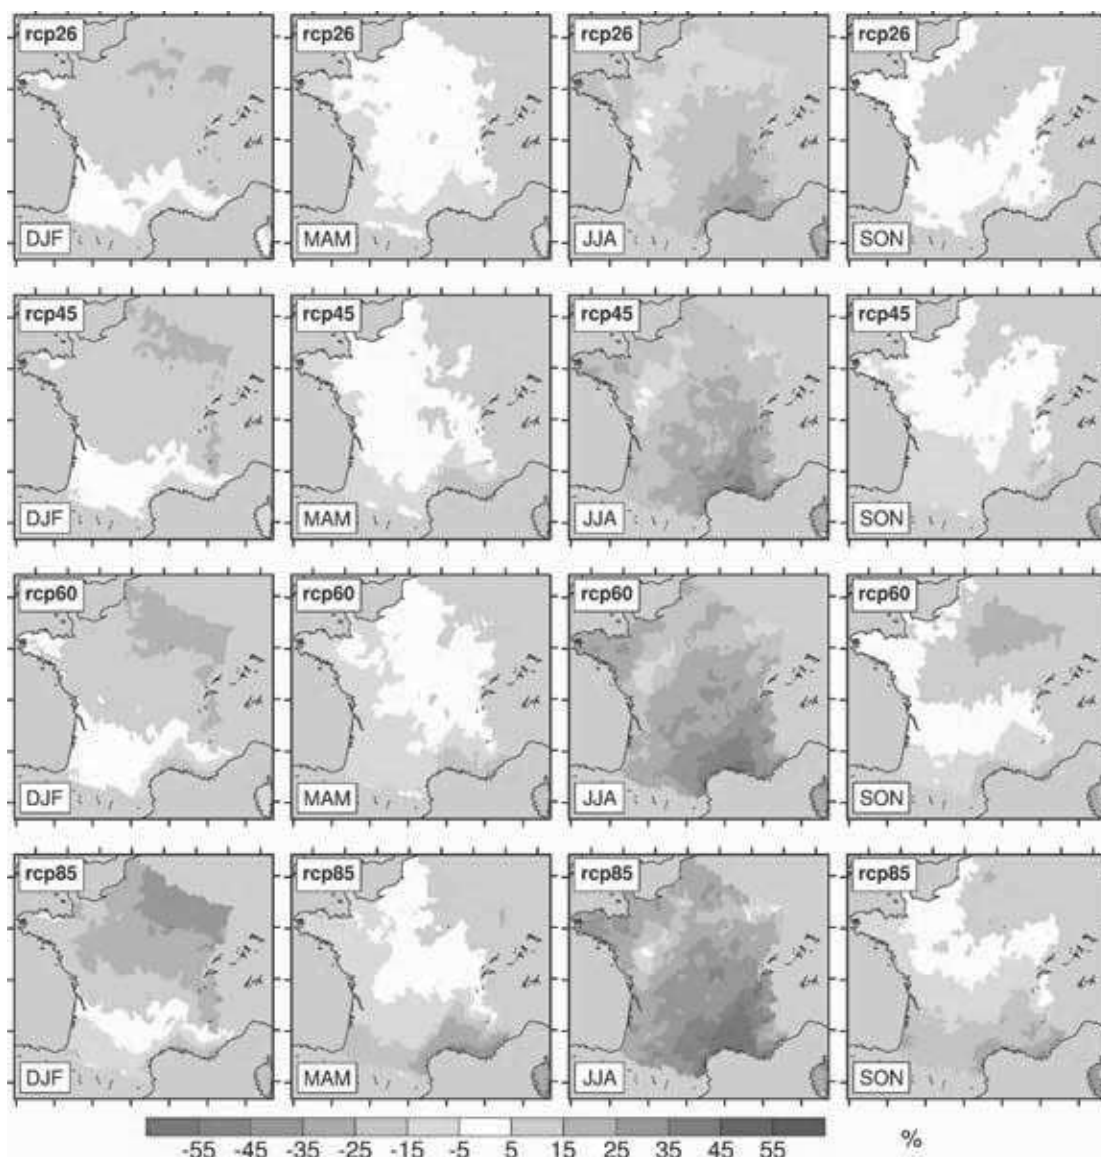 rcp26 rcp26 rcp26 rcp26
DJF MAM JJA SON
rcp45 rcp45 rcp45 rcp45
DJF MAM JJA SON
rcp60 rcp60 rcp60 rcp60
DJF MAM JJA SON
rcp85 rcp85 rcp85 rcp85
DJF MAM JJA SON
-55 -45 -35 -25 -15 -5 5 15 25 35 45 55 %